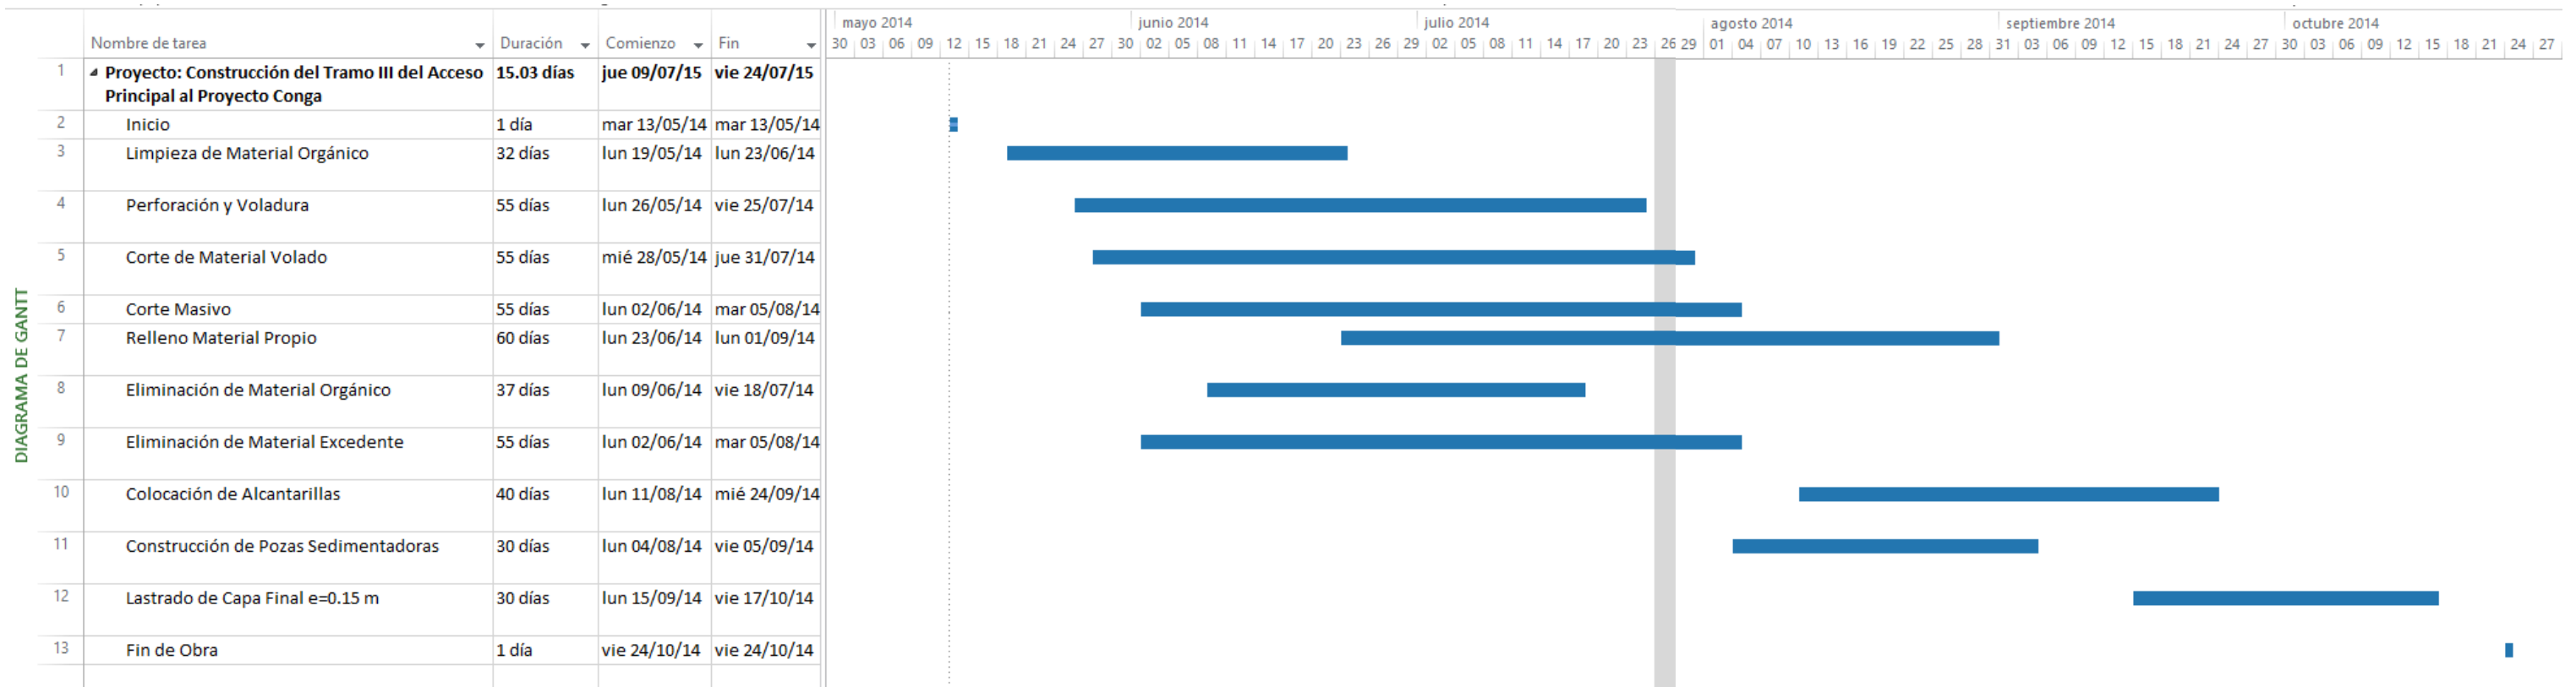 mayo 2014 junio 2014 julio 2014 agosto 2014 septiembre 2014 octubre 2014
Nombre de tarea Duración Comienzo Fin 30 03 06 09 12 15 18 21 24 27 30 02 05 08 11 14 17 20 23 26 29 02 05 08 11 14 17 20 23 26 29 01 04 07 10 13 16 19 22 25 28 31 03 06 09 12 15 18 21 24 27 30 03 06 09 12 15 18 21 24 27
1 Proyecto: Construcción del Tramo III del Acceso 15.03 días jue 09/07/15 vie 24/07/15
Principal al Proyecto Conga
2 Inicio 1 día mar 13/05/14 mar 13/05/14
3 Limpieza de Material Orgánico 32 días lun 19/05/14 lun 23/06/14
4 Perforación y Voladura 55 días lun 26/05/14 vie 25/07/14
5 Corte de Material Volado 55 días mié 28/05/14 jue 31/07/14
6 Corte Masivo 55 días lun 02/06/14 mar 05/08/14
7 Relleno Material Propio 60 días lun 23/06/14 lun 01/09/14
8 Eliminación de Material Orgánico 37 días lun 09/06/14 vie 18/07/14
9 Eliminación de Material Excedente 55 días lun 02/06/14 mar 05/08/14
10 Colocación de Alcantarillas 40 días lun 11/08/14 mié 24/09/14
11 Construcción de Pozas Sedimentadoras 30 días lun 04/08/14 vie 05/09/14
12 Lastrado de Capa Final e=0.15 m 30 días lun 15/09/14 vie 17/10/14
13 Fin de Obra 1 día vie 24/10/14 vie 24/10/14
DIAGRAMA DE GANTT